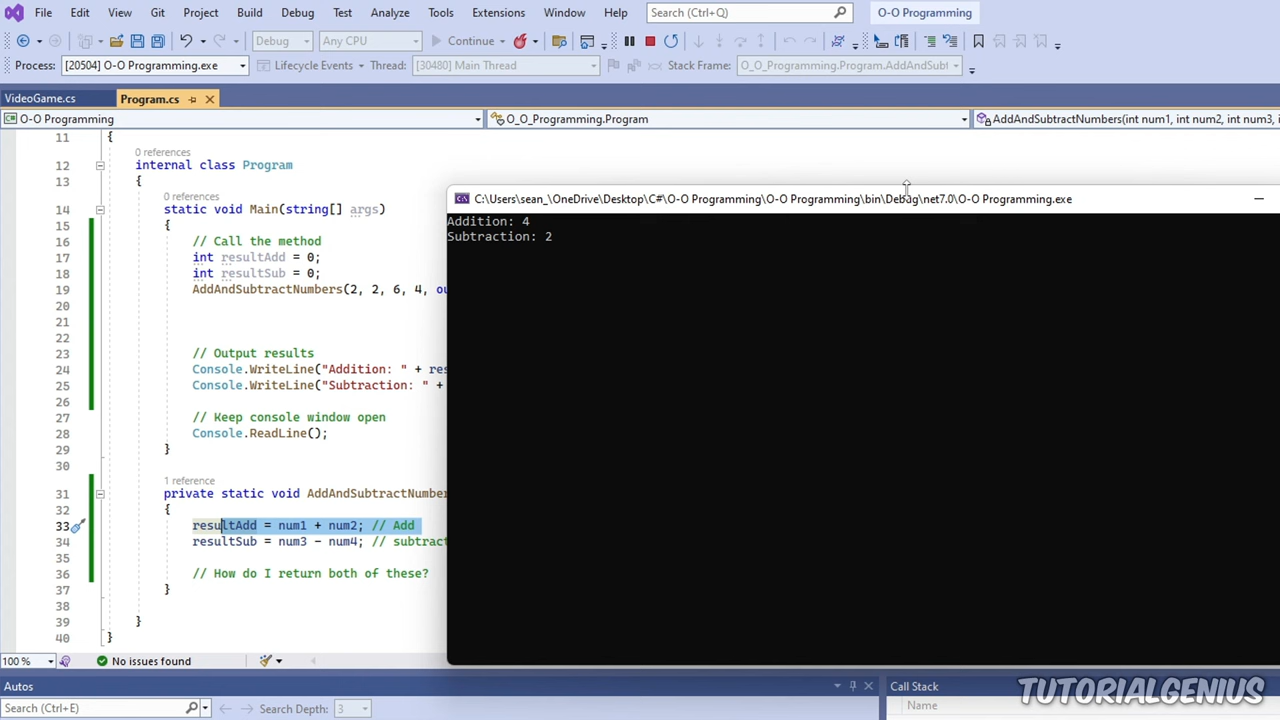 File Edit View Git Project Build Debug Test Analyze Tools Extensions Window Help Search (Ctrl+Q) O-O Programming
Debug Any CPU Continue
Process: [20504] O-O Programming.exe Lifecycle Events Thread: [30480] Main Thread Stack Frame: O_O_Programming.Program.AddAndSubt
VideoGame.cs Program.cs
O-O Programming O_O_Programming.Program AddAndSubtractNumbers(int num1, int num2, int num3,
11 {
0 references
12 internal class Program
13 {
0 references
14 static void Main(string[] args)
15 {
16 // Call the method
17 int resultAdd = 0;
18 int resultSub = 0;
19 AddAndSubtractNumbers(2, 2, 6, 4, ou
20
21
22
23 // Output results
24 Console.WriteLine("Addition: " + res
25 Console.WriteLine("Subtraction: " +
26
27 // Keep console window open
28 Console.ReadLine();
29 }
30
1 reference
31 private static void AddAndSubtractNumber
32 {
33 resultAdd = num1 + num2; // Add
34 resultSub = num3 - num4; // subtract
35
36 // How do I return both of these?
37 }
38
39 }
40 }
C:\Users\sean_\OneDrive\Desktop\C#\O-O Programming\O-O Programming\bin\Debug\net7.0\O-O Programming.exe
Addition: 4
Subtraction: 2
100 % No issues found
Autos
Search (Ctrl+E) Search Depth: 3
Call Stack
Name
TUTORIALGENIUS